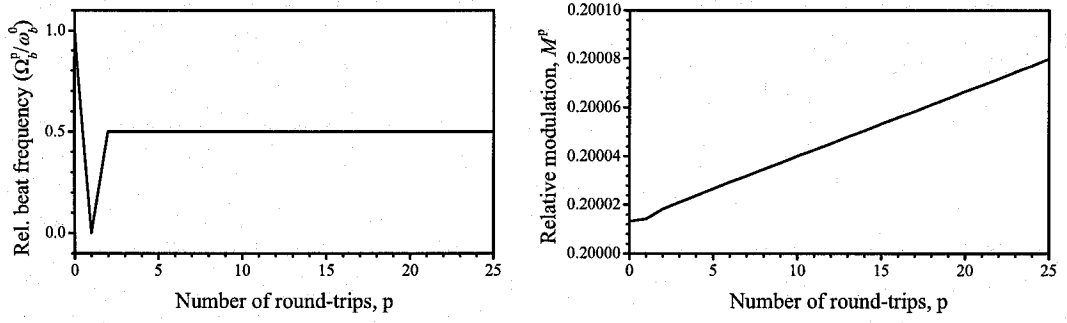 Rel. beat frequency (Ω_b^p/ω_b^0)
1.0
0.5
0.0
0 5 10 15 20 25
Number of round-trips, p
Relative modulation, M^p
0.20010
0.20008
0.20006
0.20004
0.20002
0.20000
0 5 10 15 20 25
Number of round-trips, p